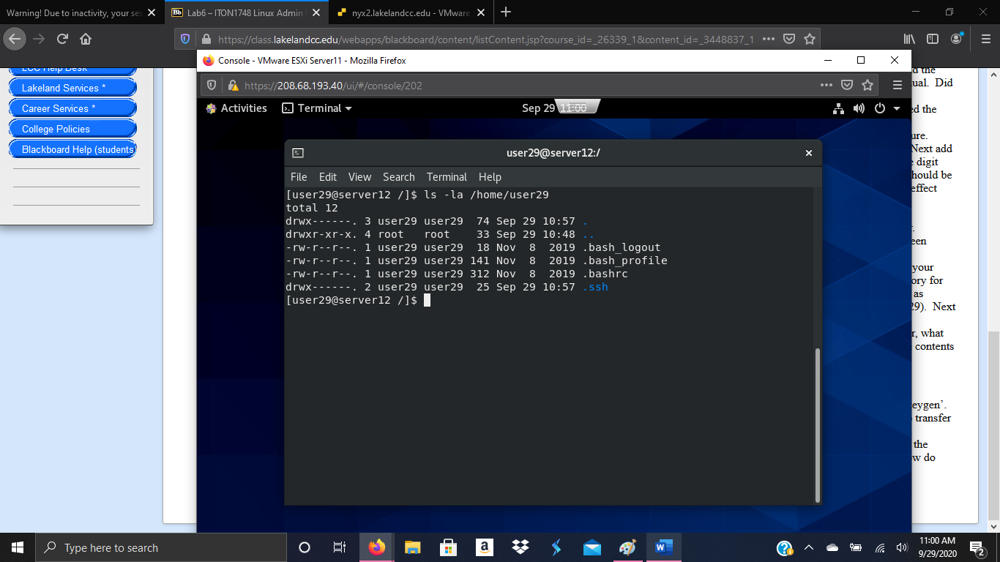 Warning! Due to inactivity, your ses
Lab6 – ITON1748 Linux Admin
nyx2.lakelandcc.edu - VMware
https://class.lakelandcc.edu/webapps/blackboard/content/listContent.jsp?course_id=_26339_1&content_id=_3448837_1
LCC Help Desk
Lakeland Services *
Career Services *
College Policies
Blackboard Help (students
Console - VMware ESXi Server11 - Mozilla Firefox
https://208.68.193.40/ui/#/console/202
Activities
Terminal
Sep 29 11:00
user29@server12:/
File Edit View Search Terminal Help
[user29@server12 /]$ ls -la /home/user29
total 12
drwx------. 3 user29 user29  74 Sep 29 10:57 .
drwxr-xr-x. 4 root   root    33 Sep 29 10:48 ..
-rw-r--r--. 1 user29 user29  18 Nov  8  2019 .bash_logout
-rw-r--r--. 1 user29 user29 141 Nov  8  2019 .bash_profile
-rw-r--r--. 1 user29 user29 312 Nov  8  2019 .bashrc
drwx------. 2 user29 user29  25 Sep 29 10:57 .ssh
[user29@server12 /]$
d the
ual. Did
ed the
ure.
Next add
e digit
hould be
effect
y.
een
your
ory for
as
29). Next
r, what
contents
eygen’.
transfer
the
ow do
Type here to search
11:00 AM
9/29/2020
2